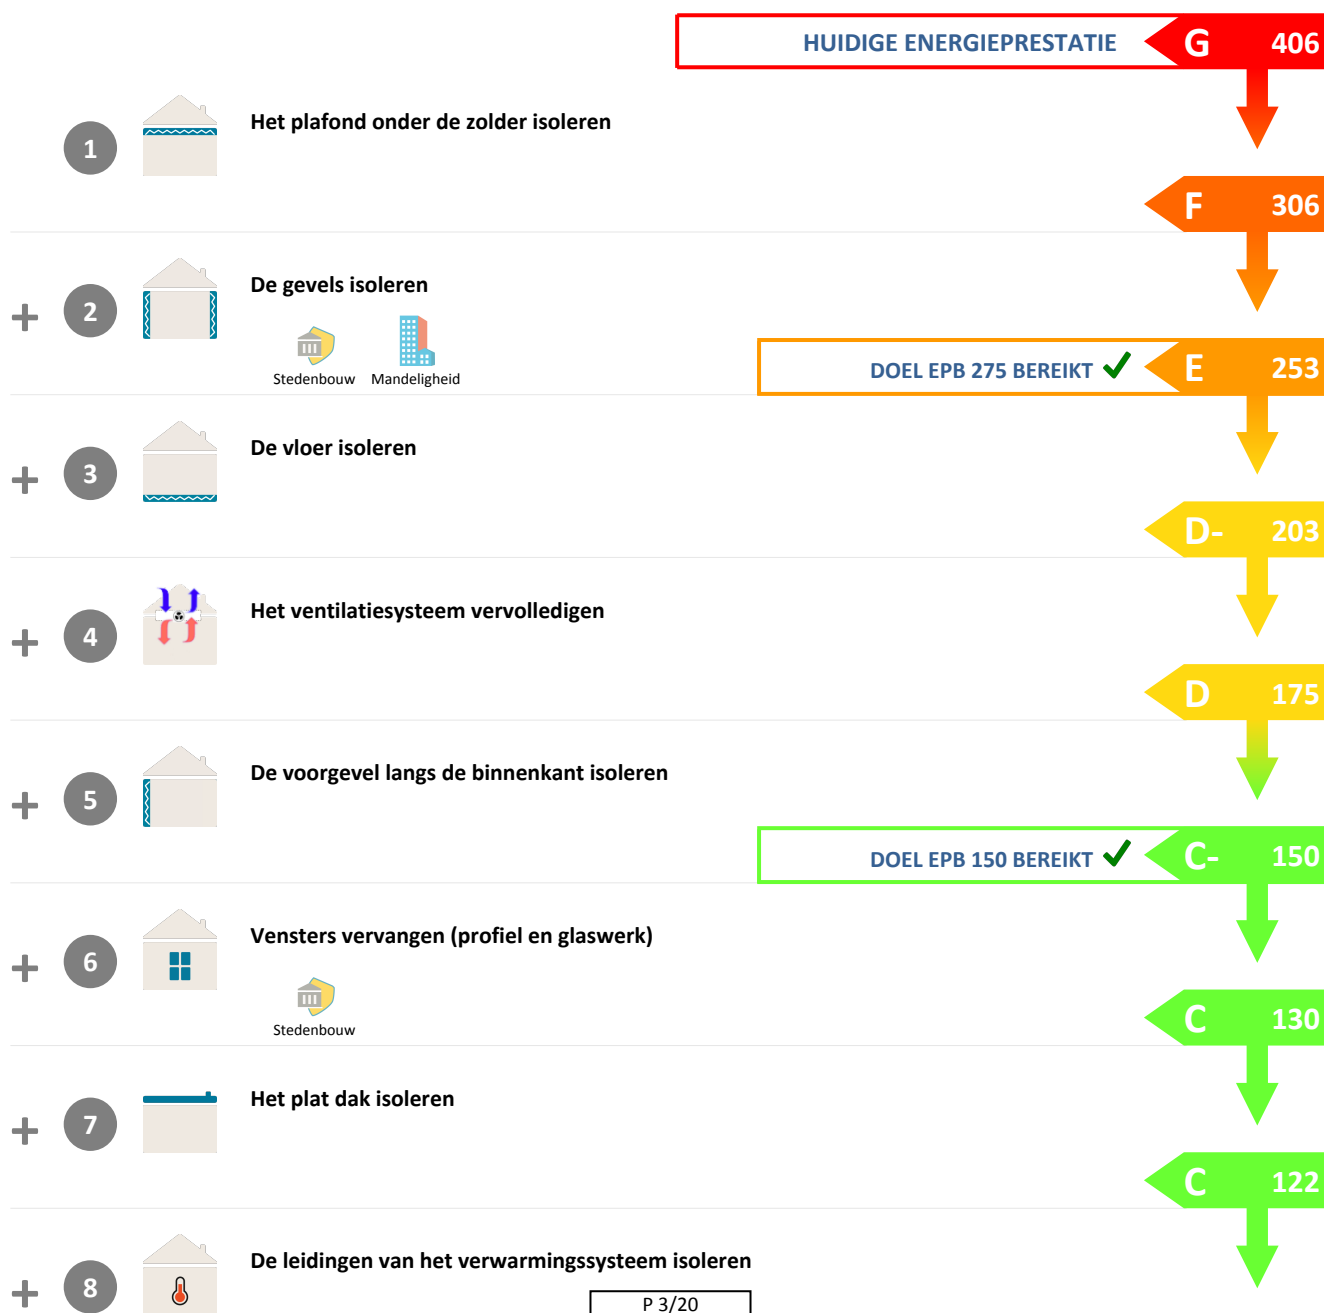 HUIDIGE ENERGIEPRESTATIE G 406
1 Het plafond onder de zolder isoleren
F 306
+ 2 De gevels isoleren
Stedenbouw Mandeligheid
DOEL EPB 275 BEREIKT E 253
+ 3 De vloer isoleren
D- 203
+ 4 Het ventilatiesysteem vervolledigen
D 175
+ 5 De voorgevel langs de binnenkant isoleren
DOEL EPB 150 BEREIKT C- 150
+ 6 Vensters vervangen (profiel en glaswerk)
Stedenbouw
C 130
+ 7 Het plat dak isoleren
C 122
+ 8 De leidingen van het verwarmingssysteem isoleren
P 3/20